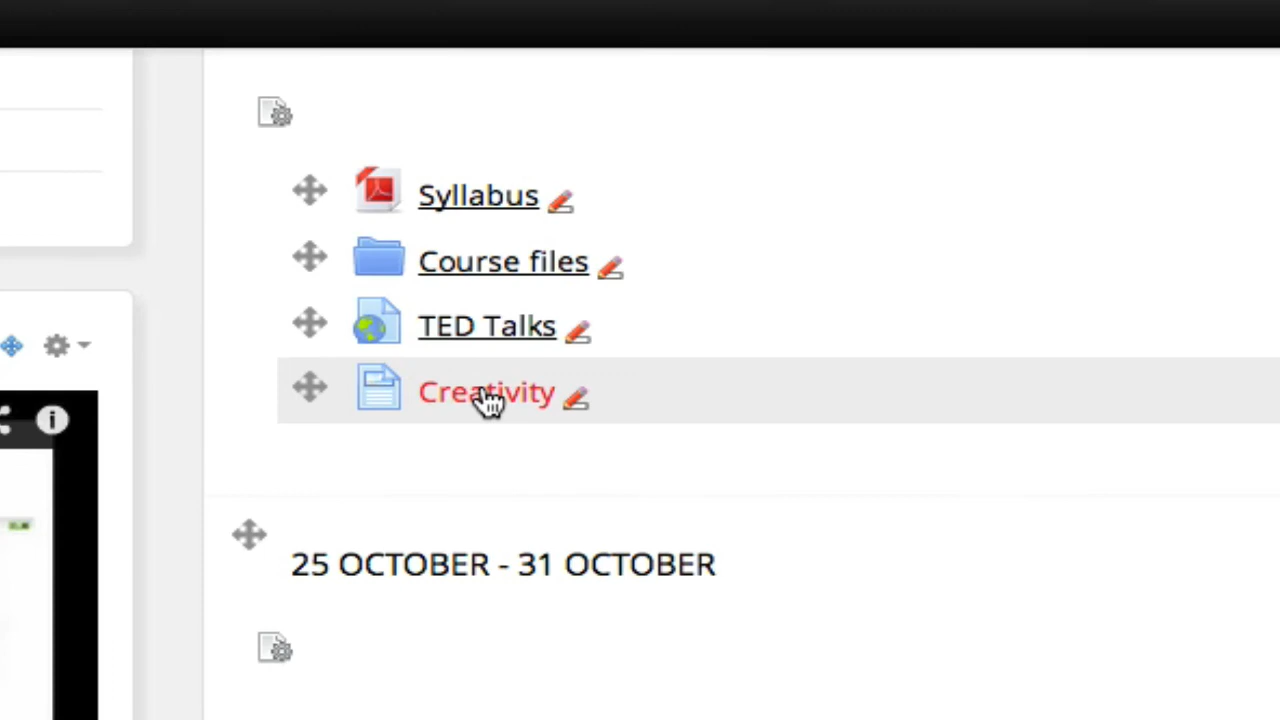 Syllabus
Course files
TED Talks
Creativity
25 OCTOBER - 31 OCTOBER